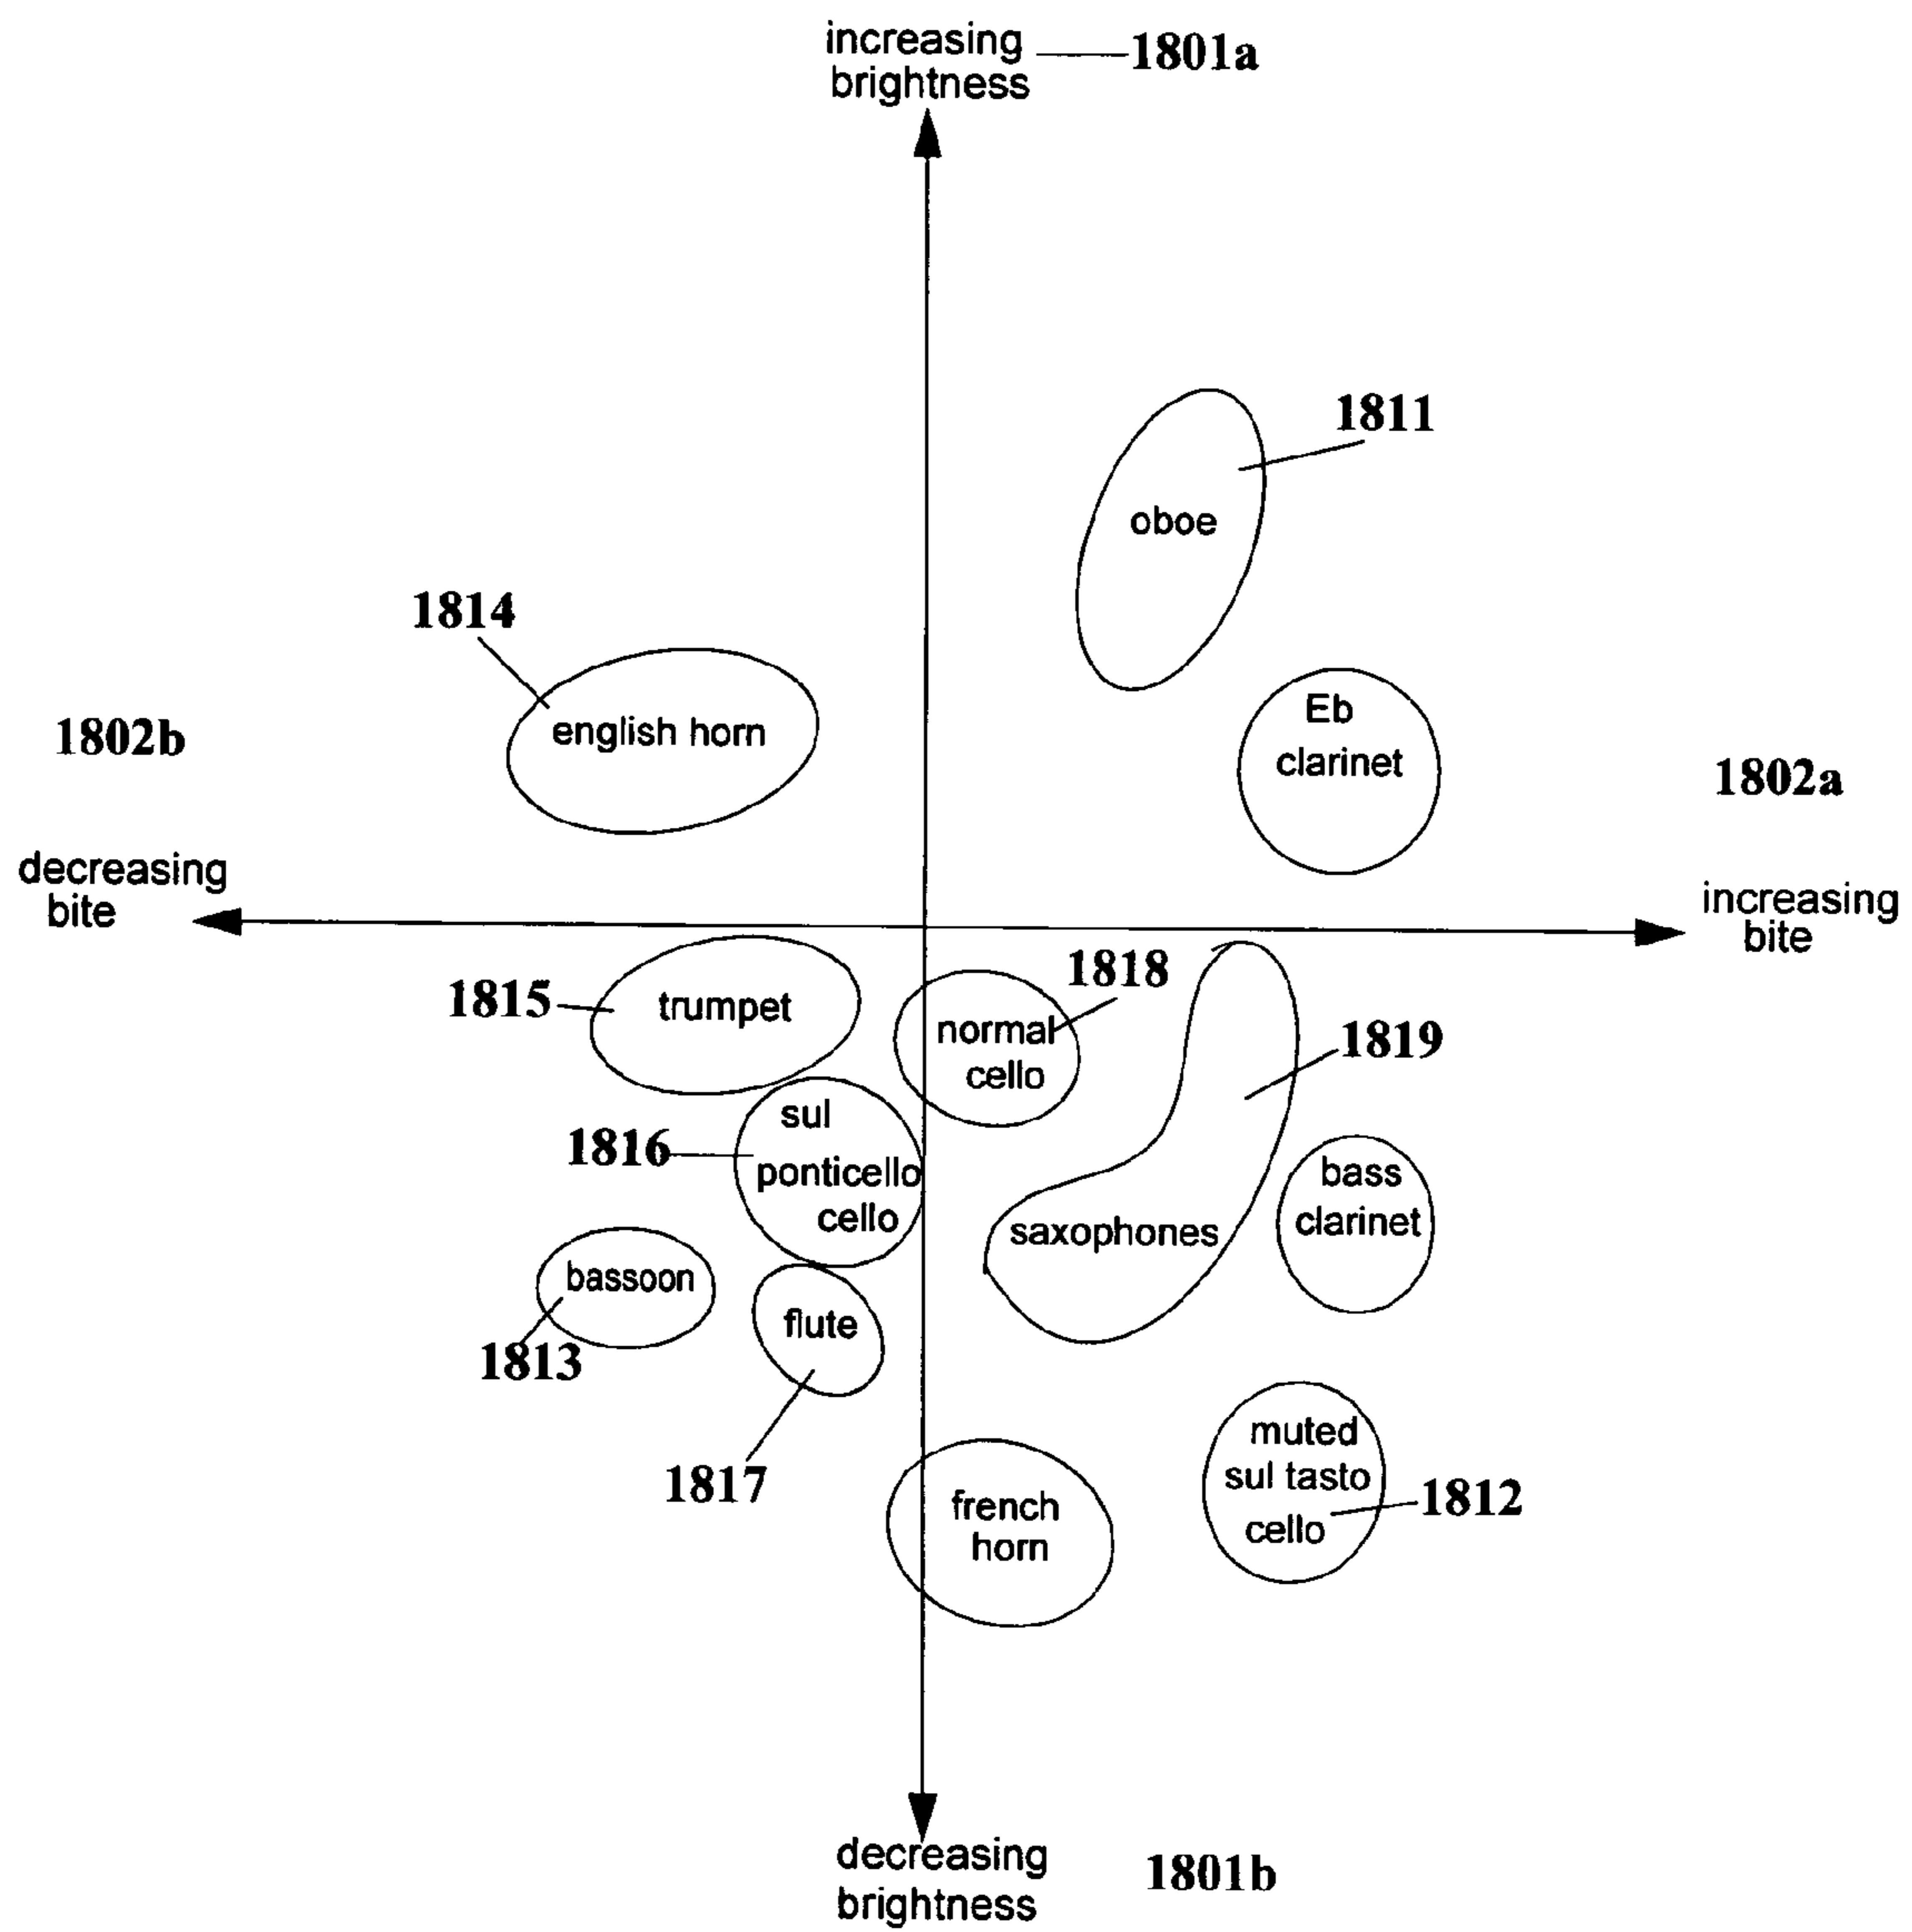 increasing
brightness
1801a
1811
oboe
1814
english horn
Eb
clarinet
1802b
1802a
decreasing
bite
increasing
bite
1818
1815
trumpet
normal
cello
1819
sul
ponticello
cello
1816
bass
clarinet
saxophones
bassoon
flute
1813
muted
sul tasto
cello
1817
1812
french
horn
decreasing
brightness
1801b